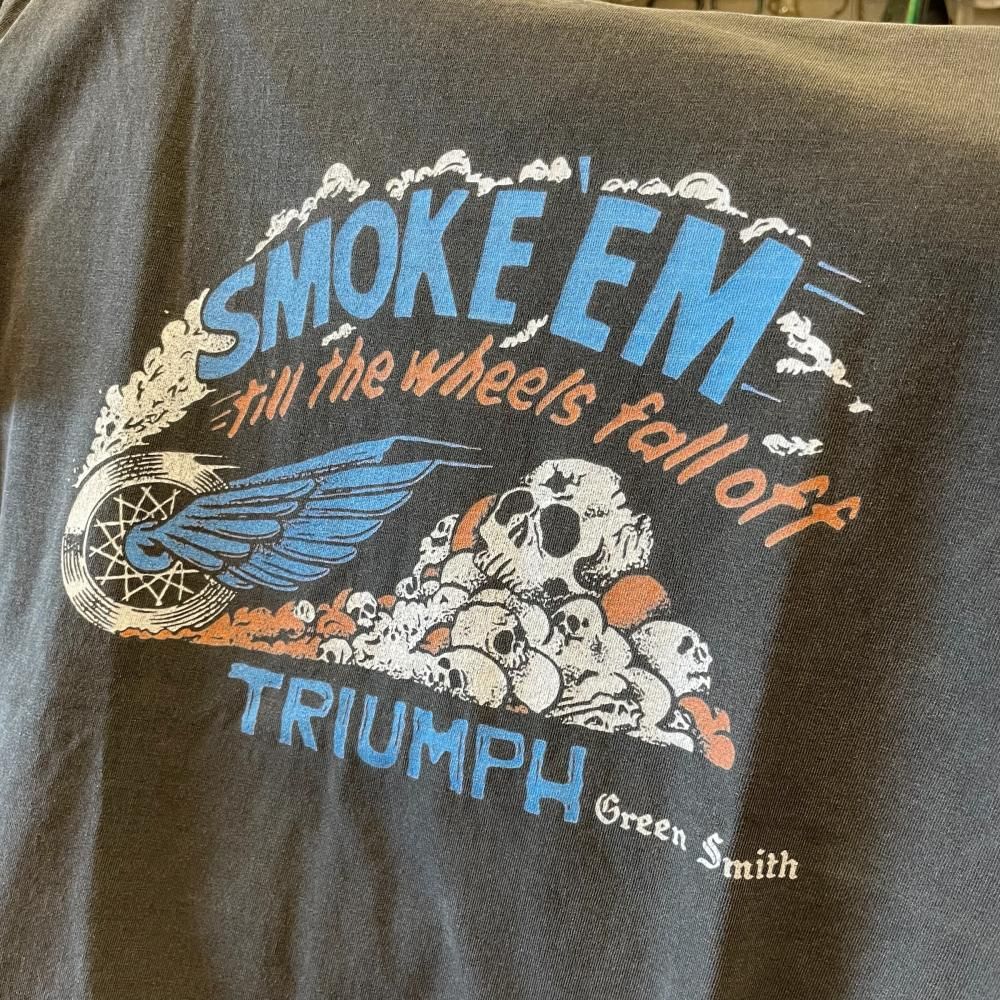 SMOKE 'EM
till the wheels fall off
TRIUMPH
Green Smith